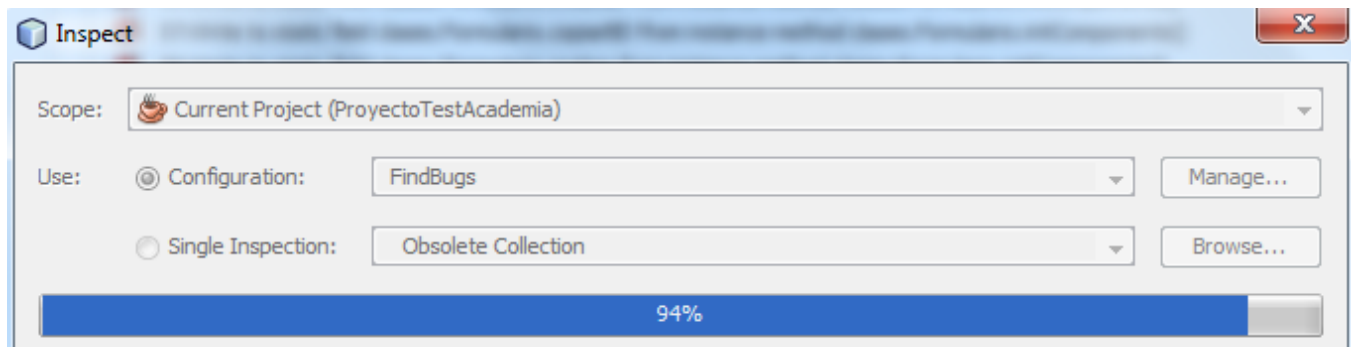 Inspect
Scope: Current Project (ProyectoTestAcademia)
Use: Configuration: FindBugs Manage...
Single Inspection: Obsolete Collection Browse...
94%